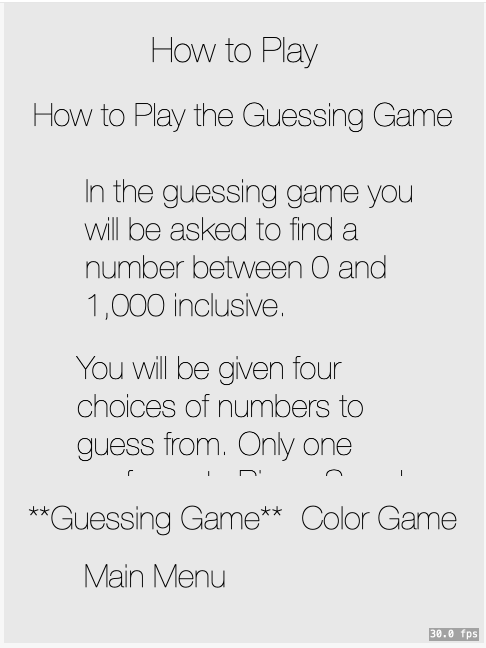 How to Play
How to Play the Guessing Game
In the guessing game you
will be asked to find a
number between 0 and
1,000 inclusive.
You will be given four
choices of numbers to
guess from. Only one
**Guessing Game** Color Game
Main Menu
30.0 fps